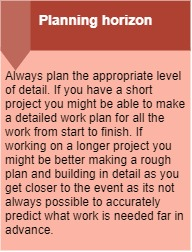 Planning horizon
Always plan the appropriate level
of detail. If you have a short
project you might be able to make
a detailed work plan for all the
work from start to finish. If
working on a longer project you
might be better making a rough
plan and building in detail as you
get closer to the event as its not
always possible to accurately
predict what work is needed far in
advance.